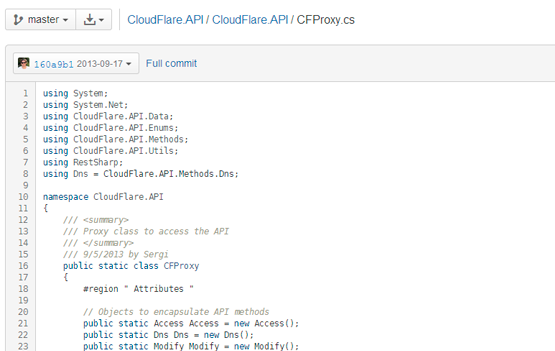 master CloudFlare.API / CloudFlare.API / CFProxy.cs
160a9b1 2013-09-17 Full commit
1 using System;
2 using System.Net;
3 using CloudFlare.API.Data;
4 using CloudFlare.API.Enums;
5 using CloudFlare.API.Methods;
6 using CloudFlare.API.Utils;
7 using RestSharp;
8 using Dns = CloudFlare.API.Methods.Dns;
9
10 namespace CloudFlare.API
11 {
12 /// <summary>
13 /// Proxy class to access the API
14 /// </summary>
15 /// 9/5/2013 by Sergi
16 public static class CFProxy
17 {
18 #region " Attributes "
19
20 // Objects to encapsulate API methods
21 public static Access Access = new Access();
22 public static Dns Dns = new Dns();
23 public static Modify Modify = new Modify();